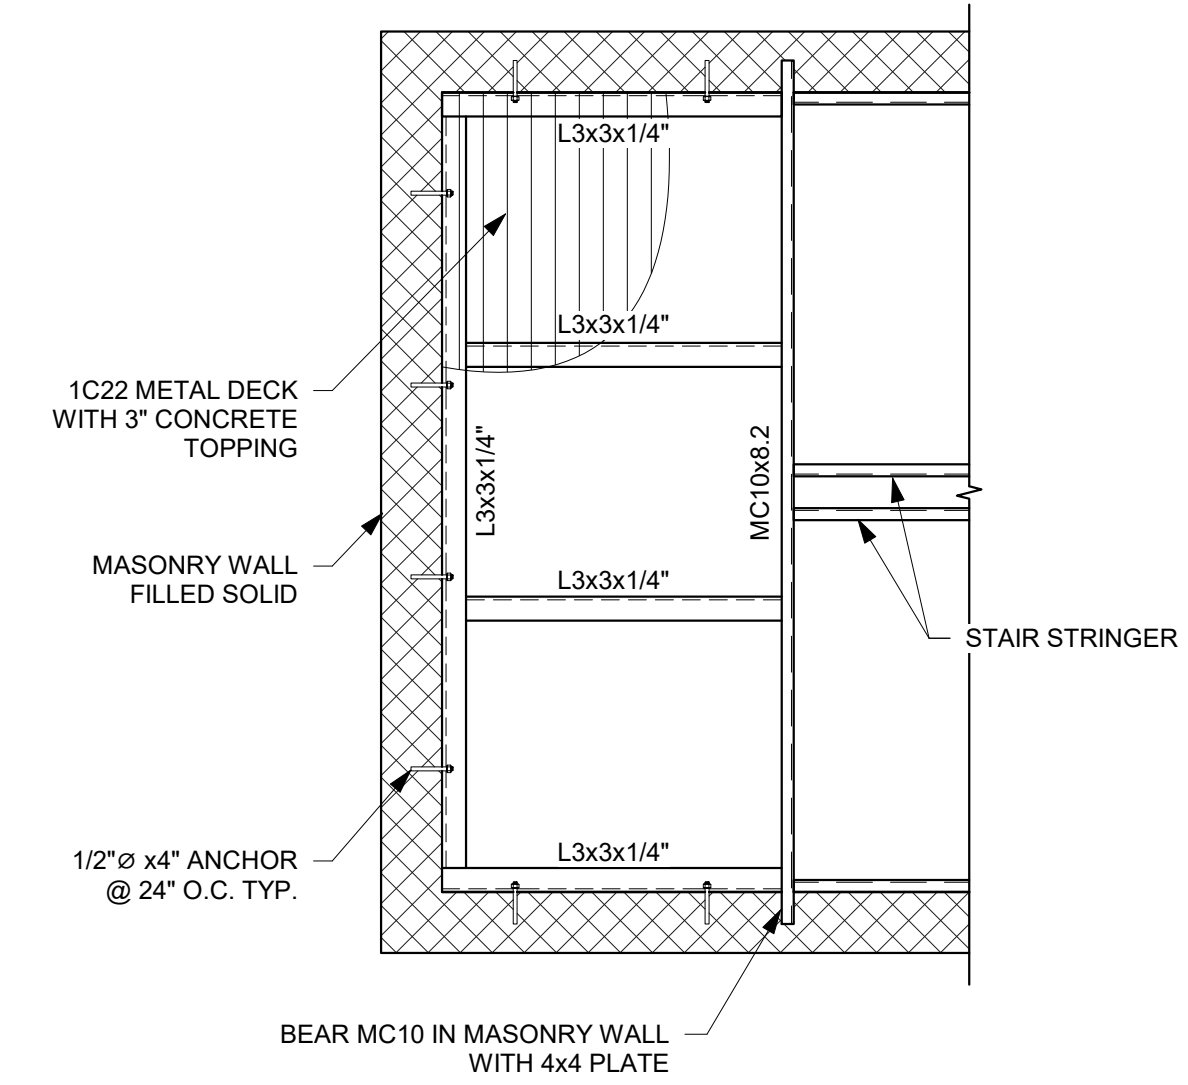 L3x3x1/4"
L3x3x1/4"
1C22 METAL DECK
WITH 3" CONCRETE
TOPPING
L3x3x1/4"
MC10x8.2
MASONRY WALL
FILLED SOLID
L3x3x1/4"
STAIR STRINGER
L3x3x1/4"
1/2"Ø x4" ANCHOR
@ 24" O.C. TYP.
BEAR MC10 IN MASONRY WALL
WITH 4x4 PLATE